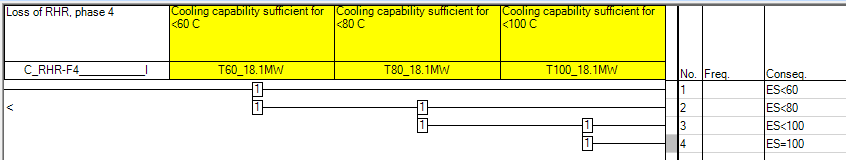 Loss of RHR, phase 4
Cooling capability sufficient for
<60 C
Cooling capability sufficient for
<80 C
Cooling capability sufficient for
<100 C
C_RHR-F4__________I
T60_18.1MW
T80_18.1MW
T100_18.1MW
No.
Freq.
Conseq.
1
1
ES<60
<
1
1
2
ES<80
1
1
3
ES<100
1
4
ES=100